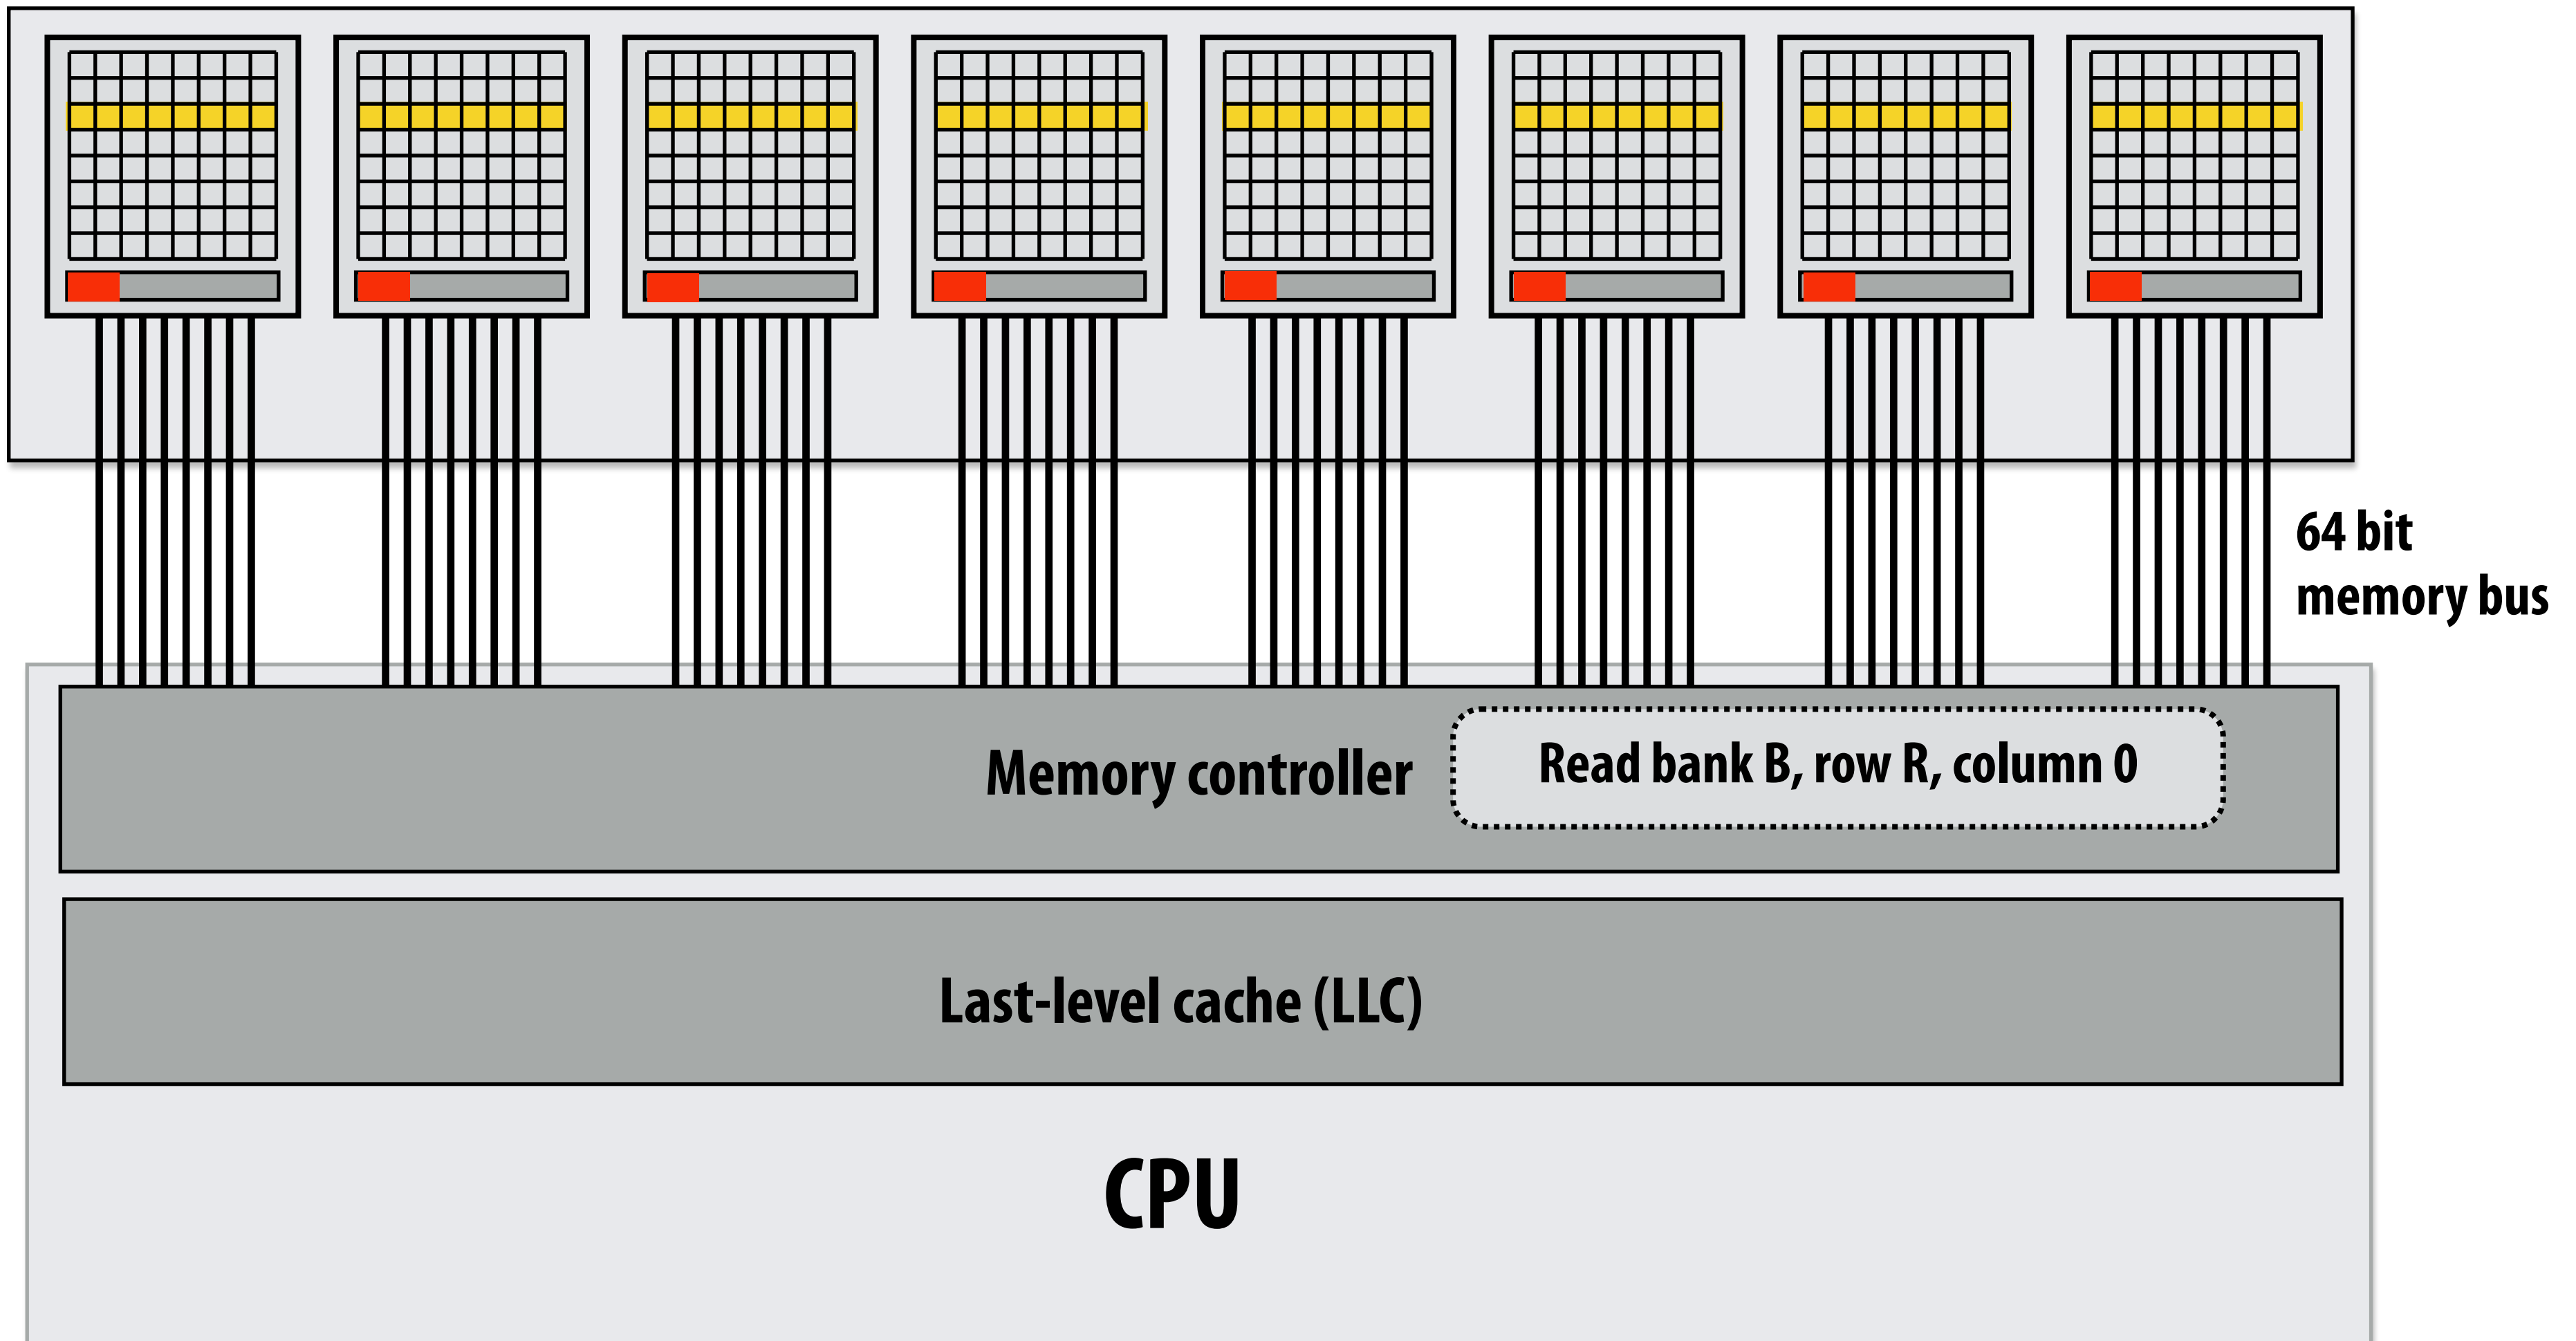 64 bit
memory bus
Memory controller
Read bank B, row R, column 0
Last-level cache (LLC)
CPU